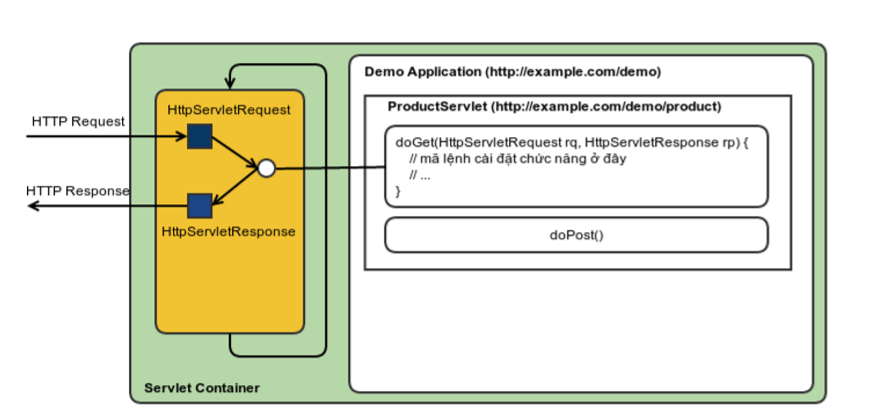 Demo Application (http://example.com/demo)
ProductServlet (http://example.com/demo/product)
HttpServletRequest
HTTP Request
doGet(HttpServletRequest rq, HttpServletResponse rp) {
// mã lệnh cài đặt chức năng ở đây
// ...
}
HTTP Response
HttpServletResponse
doPost()
Servlet Container